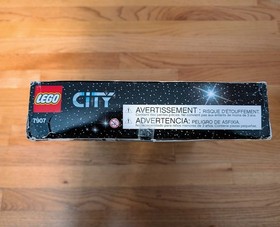 LEGO
CITY
7907
! AVERTISSEMENT : RISQUE D'ÉTOUFFEMENT
! ADVERTENCIA: PELIGRO DE ASFIXIA.